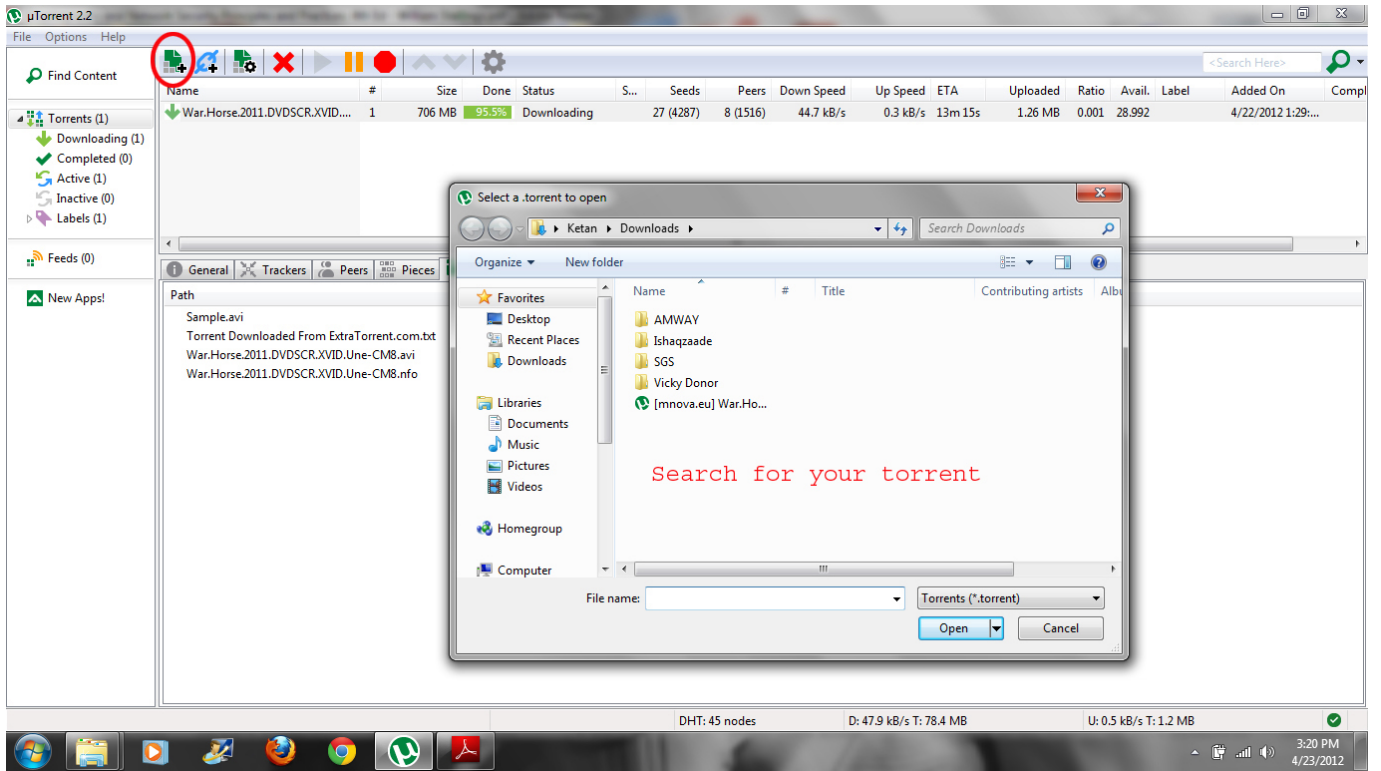 µTorrent 2.2
File Options Help
Find Content
<Search Here>
Name # Size Done Status S... Seeds Peers Down Speed Up Speed ETA Uploaded Ratio Avail. Label Added On Compl
War.Horse.2011.DVDSCR.XVID.... 1 706 MB 95.5% Downloading 27 (4287) 8 (1516) 44.7 kB/s 0.3 kB/s 13m 15s 1.26 MB 0.001 28.992 4/22/2012 1:29:...
Torrents (1)
Downloading (1)
Completed (0)
Active (1)
Inactive (0)
Labels (1)
Feeds (0)
New Apps!
General Trackers Peers Pieces
Path
Sample.avi
Torrent Downloaded From ExtraTorrent.com.txt
War.Horse.2011.DVDSCR.XVID.Une-CM8.avi
War.Horse.2011.DVDSCR.XVID.Une-CM8.nfo
Select a .torrent to open
Ketan Downloads
Search Downloads
Organize New folder
Favorites
Desktop
Recent Places
Downloads
Libraries
Documents
Music
Pictures
Videos
Homegroup
Computer
Name # Title Contributing artists Albu
AMWAY
Ishaqzaade
SGS
Vicky Donor
[mnova.eu] War.Ho...
Search for your torrent
File name:
Torrents (*.torrent)
Open Cancel
DHT: 45 nodes D: 47.9 kB/s T: 78.4 MB U: 0.5 kB/s T: 1.2 MB
3:20 PM
4/23/2012